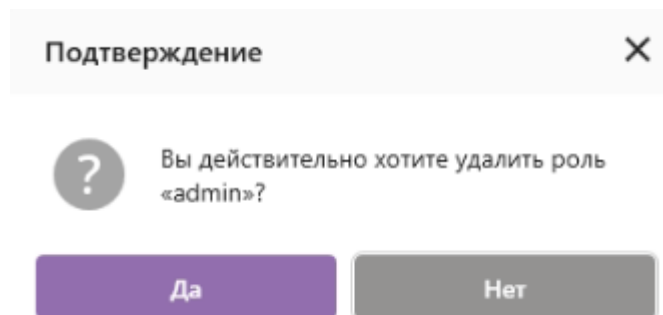 Подтверждение
Вы действительно хотите удалить роль
«admin»?
Да
Нет